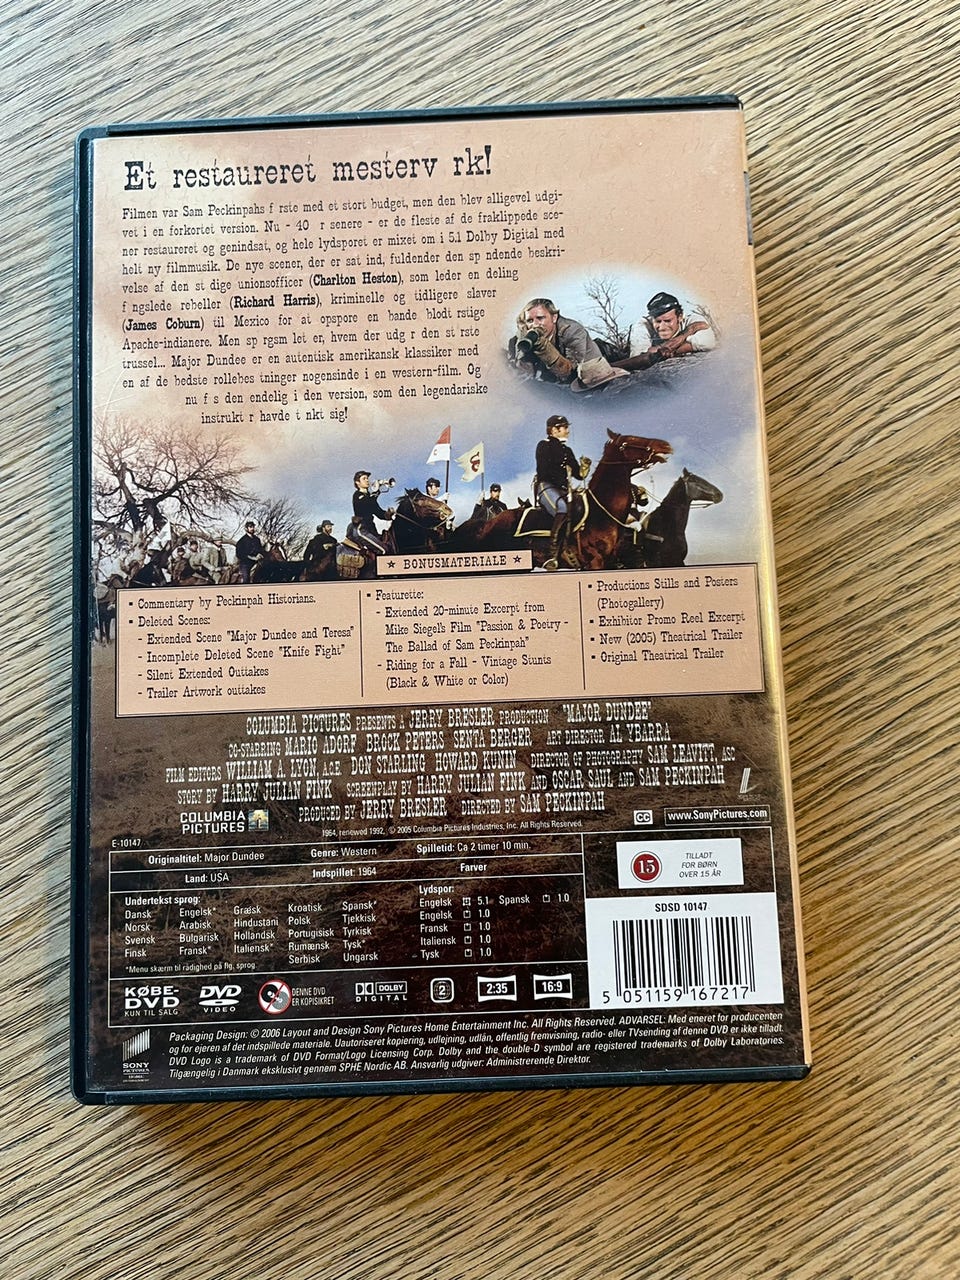 Et restaureret mesterv rk!
Filmen var Sam Peckinpahs f rste med et stort budget, men den blev alligevel udgi-
vet i en forkortet version. Nu - 40 r senere - er de fleste af de fraklippede sce-
ner restaureret og genindsat, og hele lydsporet er mixet om i 5.1 Dolby Digital med
helt ny filmmusik. De nye scener, der er sat ind, fuldender den sp ndende beskri-
velse af den st dige unionsofficer (Charlton Heston), som leder en deling
f ngslede rebeller (Richard Harris), kriminelle og tidligere slaver
(James Coburn) til Mexico for at opspore en bande blodt rstige
Apache-indianere. Men sp rgsm let er, hvem der udg r den st rste
trussel... Major Dundee er en autentisk amerikansk klassiker med
en af de bedste rollebes tninger nogensinde i en western-film. Og
nu f s den endelig i den version, som den legendariske
instrukt r havde t nkt sig!
★ BONUSMATERIALE ★
▪ Commentary by Peckinpah Historians.
▪ Deleted Scenes:
- Extended Scene "Major Dundee and Teresa"
- Incomplete Deleted Scene "Knife Fight"
- Silent Extended Outtakes
- Trailer Artwork outtakes
▪ Featurette:
- Extended 20-minute Excerpt from
Mike Siegel's Film "Passion & Poetry -
The Ballad of Sam Peckinpah"
- Riding for a Fall - Vintage Stunts
(Black & White or Color)
▪ Productions Stills and Posters
(Photogallery)
▪ Exhibitor Promo Reel Excerpt
▪ New (2005) Theatrical Trailer
▪ Original Theatrical Trailer
COLUMBIA PICTURES PRESENTS A JERRY BRESLER PRODUCTION "MAJOR DUNDEE"
CO-STARRING MARIO ADORF BROCK PETERS SENTA BERGER ART DIRECTOR AL YBARRA
FILM EDITORS WILLIAM A. LYON, ACE DON STARLING HOWARD KUNIN DIRECTOR OF PHOTOGRAPHY SAM LEAVITT, ASC
STORY BY HARRY JULIAN FINK SCREENPLAY BY HARRY JULIAN FINK AND OSCAR SAUL AND SAM PECKINPAH
PRODUCED BY JERRY BRESLER DIRECTED BY SAM PECKINPAH
COLUMBIA
PICTURES
1964, renewed 1992, © 2005 Columbia Pictures Industries, Inc. All Rights Reserved.
CC
www.SonyPictures.com
E-10147
Originaltitel: Major Dundee Genre: Western Spilletid: Ca 2 timer 10 min.
Land: USA Indspillet: 1964 Farver
Undertekst sprog:
Dansk Engelsk* Græsk Kroatisk Spansk*
Norsk Arabisk Hindustani Polsk Tjekkisk
Svensk Bulgarisk Hollandsk Portugisisk Tyrkisk
Finsk Fransk* Italiensk* Rumænsk Tysk*
Serbisk Ungarsk
*Menu skærm til rådighed på flg. sprog.
Lydspor:
Engelsk 5.1 Spansk 1.0
Engelsk 1.0
Fransk 1.0
Italiensk 1.0
Tysk 1.0
15
TILLADT
FOR BØRN
OVER 15 ÅR
SDSD 10147
5 051159 167217
KØBE-
DVD
KUN TIL SALG
DVD
VIDEO
DENNE DVD
ER KOPISIKRET
DOLBY
DIGITAL
2
2:35
16:9
SONY
PICTURES
Packaging Design: © 2006 Layout and Design Sony Pictures Home Entertainment Inc. All Rights Reserved. ADVARSEL: Med eneret for producenten
og for ejeren af det indspillede materiale. Uautoriseret kopiering, udlejning, udlån, offentlig fremvisning, radio- eller TVsending af denne DVD er ikke tilladt.
DVD Logo is a trademark of DVD Format/Logo Licensing Corp. Dolby and the double-D symbol are registered trademarks of Dolby Laboratories.
Tilgængelig i Danmark eksklusivt gennem SPHE Nordic AB. Ansvarlig udgiver: Administrerende Direktør.